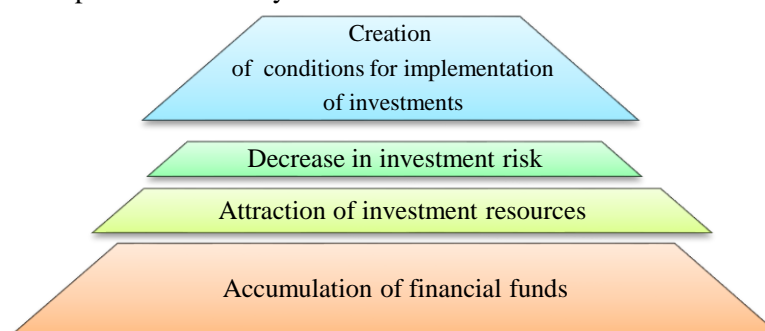 Creation
of conditions for implementation
of investments
Decrease in investment risk
Attraction of investment resources
Accumulation of financial funds